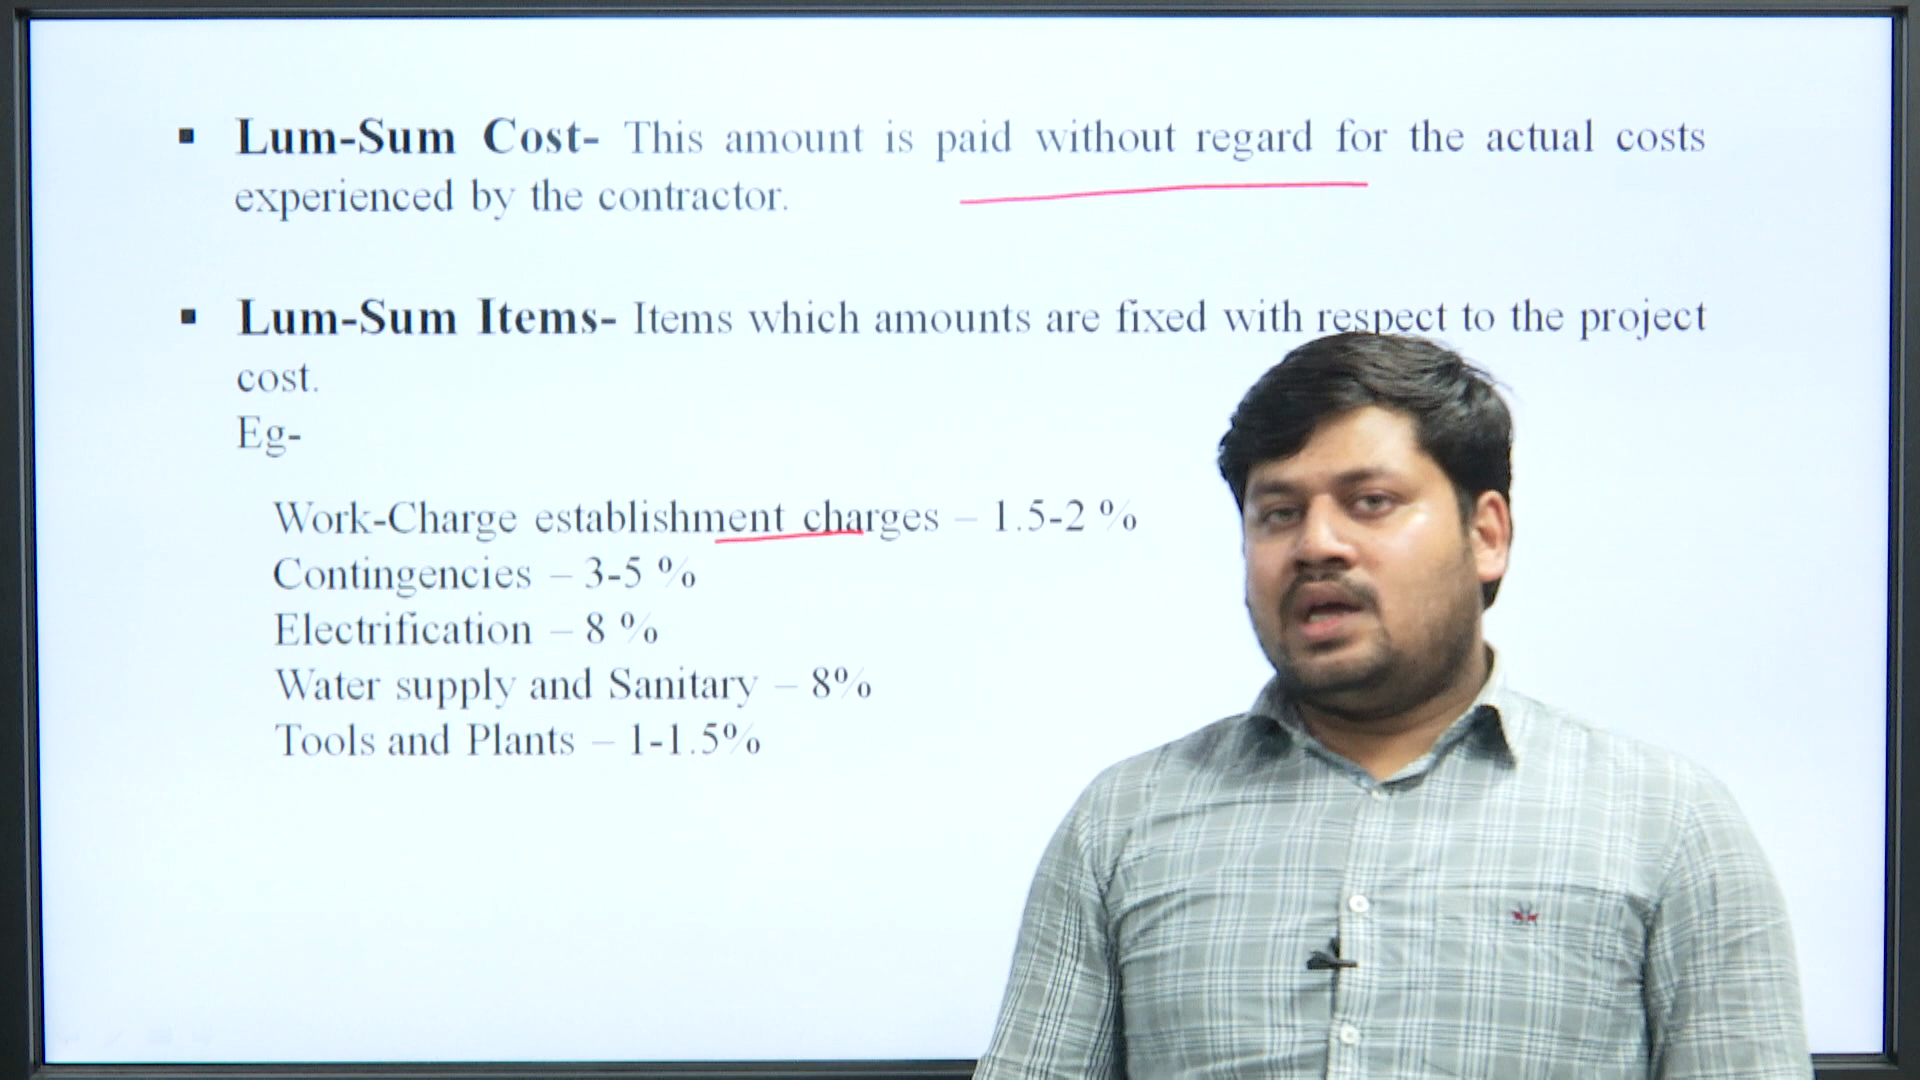 ▪ Lum-Sum Cost- This amount is paid without regard for the actual costs
experienced by the contractor.
▪ Lum-Sum Items- Items which amounts are fixed with respect to the project
cost.
Eg-
Work-Charge establishment charges – 1.5-2 %
Contingencies – 3-5 %
Electrification – 8 %
Water supply and Sanitary – 8%
Tools and Plants – 1-1.5%